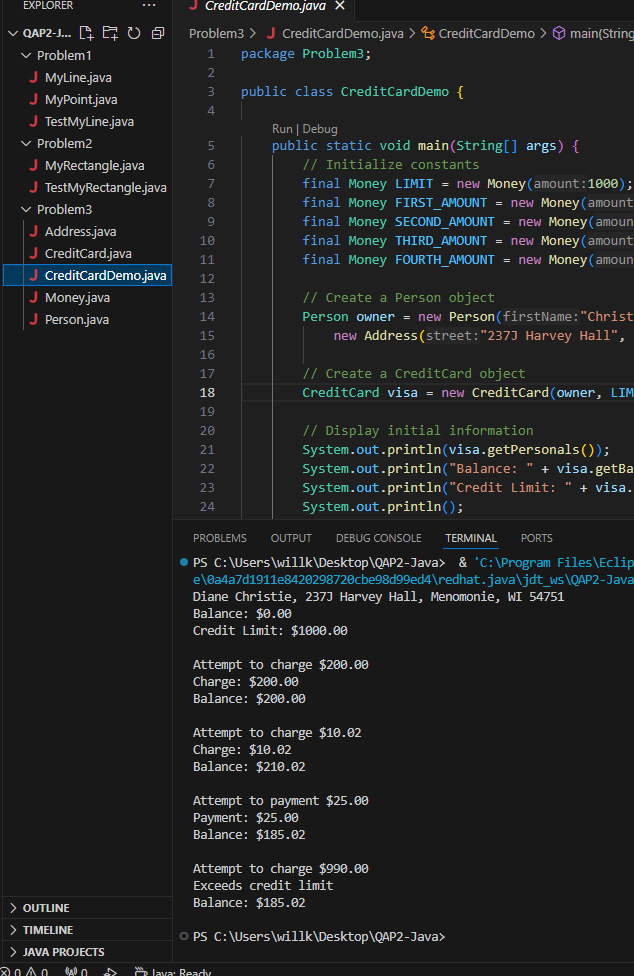 EXPLORER ...
QAP2-J...
Problem1
MyLine.java
MyPoint.java
TestMyLine.java
Problem2
MyRectangle.java
TestMyRectangle.java
Problem3
Address.java
CreditCard.java
CreditCardDemo.java
Money.java
Person.java
OUTLINE
TIMELINE
JAVA PROJECTS
CreditCardDemo.java
Problem3 > CreditCardDemo.java > CreditCardDemo > main(String
1 package Problem3;
2
3 public class CreditCardDemo {
4
Run | Debug
5 public static void main(String[] args) {
6 // Initialize constants
7 final Money LIMIT = new Money(amount:1000);
8 final Money FIRST_AMOUNT = new Money(amount
9 final Money SECOND_AMOUNT = new Money(amoun
10 final Money THIRD_AMOUNT = new Money(amount
11 final Money FOURTH_AMOUNT = new Money(amoun
12
13 // Create a Person object
14 Person owner = new Person(firstName:"Christ
15 new Address(street:"237J Harvey Hall",
16
17 // Create a CreditCard object
18 CreditCard visa = new CreditCard(owner, LIM
19
20 // Display initial information
21 System.out.println(visa.getPersonals());
22 System.out.println("Balance: " + visa.getBa
23 System.out.println("Credit Limit: " + visa.
24 System.out.println();
PROBLEMS OUTPUT DEBUG CONSOLE TERMINAL PORTS
PS C:\Users\willk\Desktop\QAP2-Java> & 'C:\Program Files\Eclip
e\0a4a7d1911e8420298720cbe98d99ed4\redhat.java\jdt_ws\QAP2-Java
Diane Christie, 237J Harvey Hall, Menomonie, WI 54751
Balance: $0.00
Credit Limit: $1000.00
Attempt to charge $200.00
Charge: $200.00
Balance: $200.00
Attempt to charge $10.02
Charge: $10.02
Balance: $210.02
Attempt to payment $25.00
Payment: $25.00
Balance: $185.02
Attempt to charge $990.00
Exceeds credit limit
Balance: $185.02
PS C:\Users\willk\Desktop\QAP2-Java>
0 0 0 Java: Ready